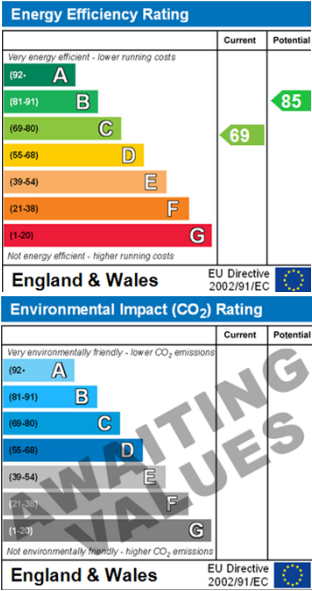 Energy Efficiency Rating
Current Potential
Very energy efficient - lower running costs
(92- A
(81-91) B
(69-80) C
(55-68) D
(39-54) E
(21-38) F
(1-20) G
69
85
Not energy efficient - higher running costs
England & Wales
EU Directive
2002/91/EC
Environmental Impact (CO₂) Rating
Current Potential
Very environmentally friendly - lower CO₂ emissions
(92- A
(81-91) B
(69-80) C
(55-68) D
(39-54) E
(21-38) F
(1-20) G
AWAITING
VALUES
Not environmentally friendly - higher CO₂ emissions
England & Wales
EU Directive
2002/91/EC